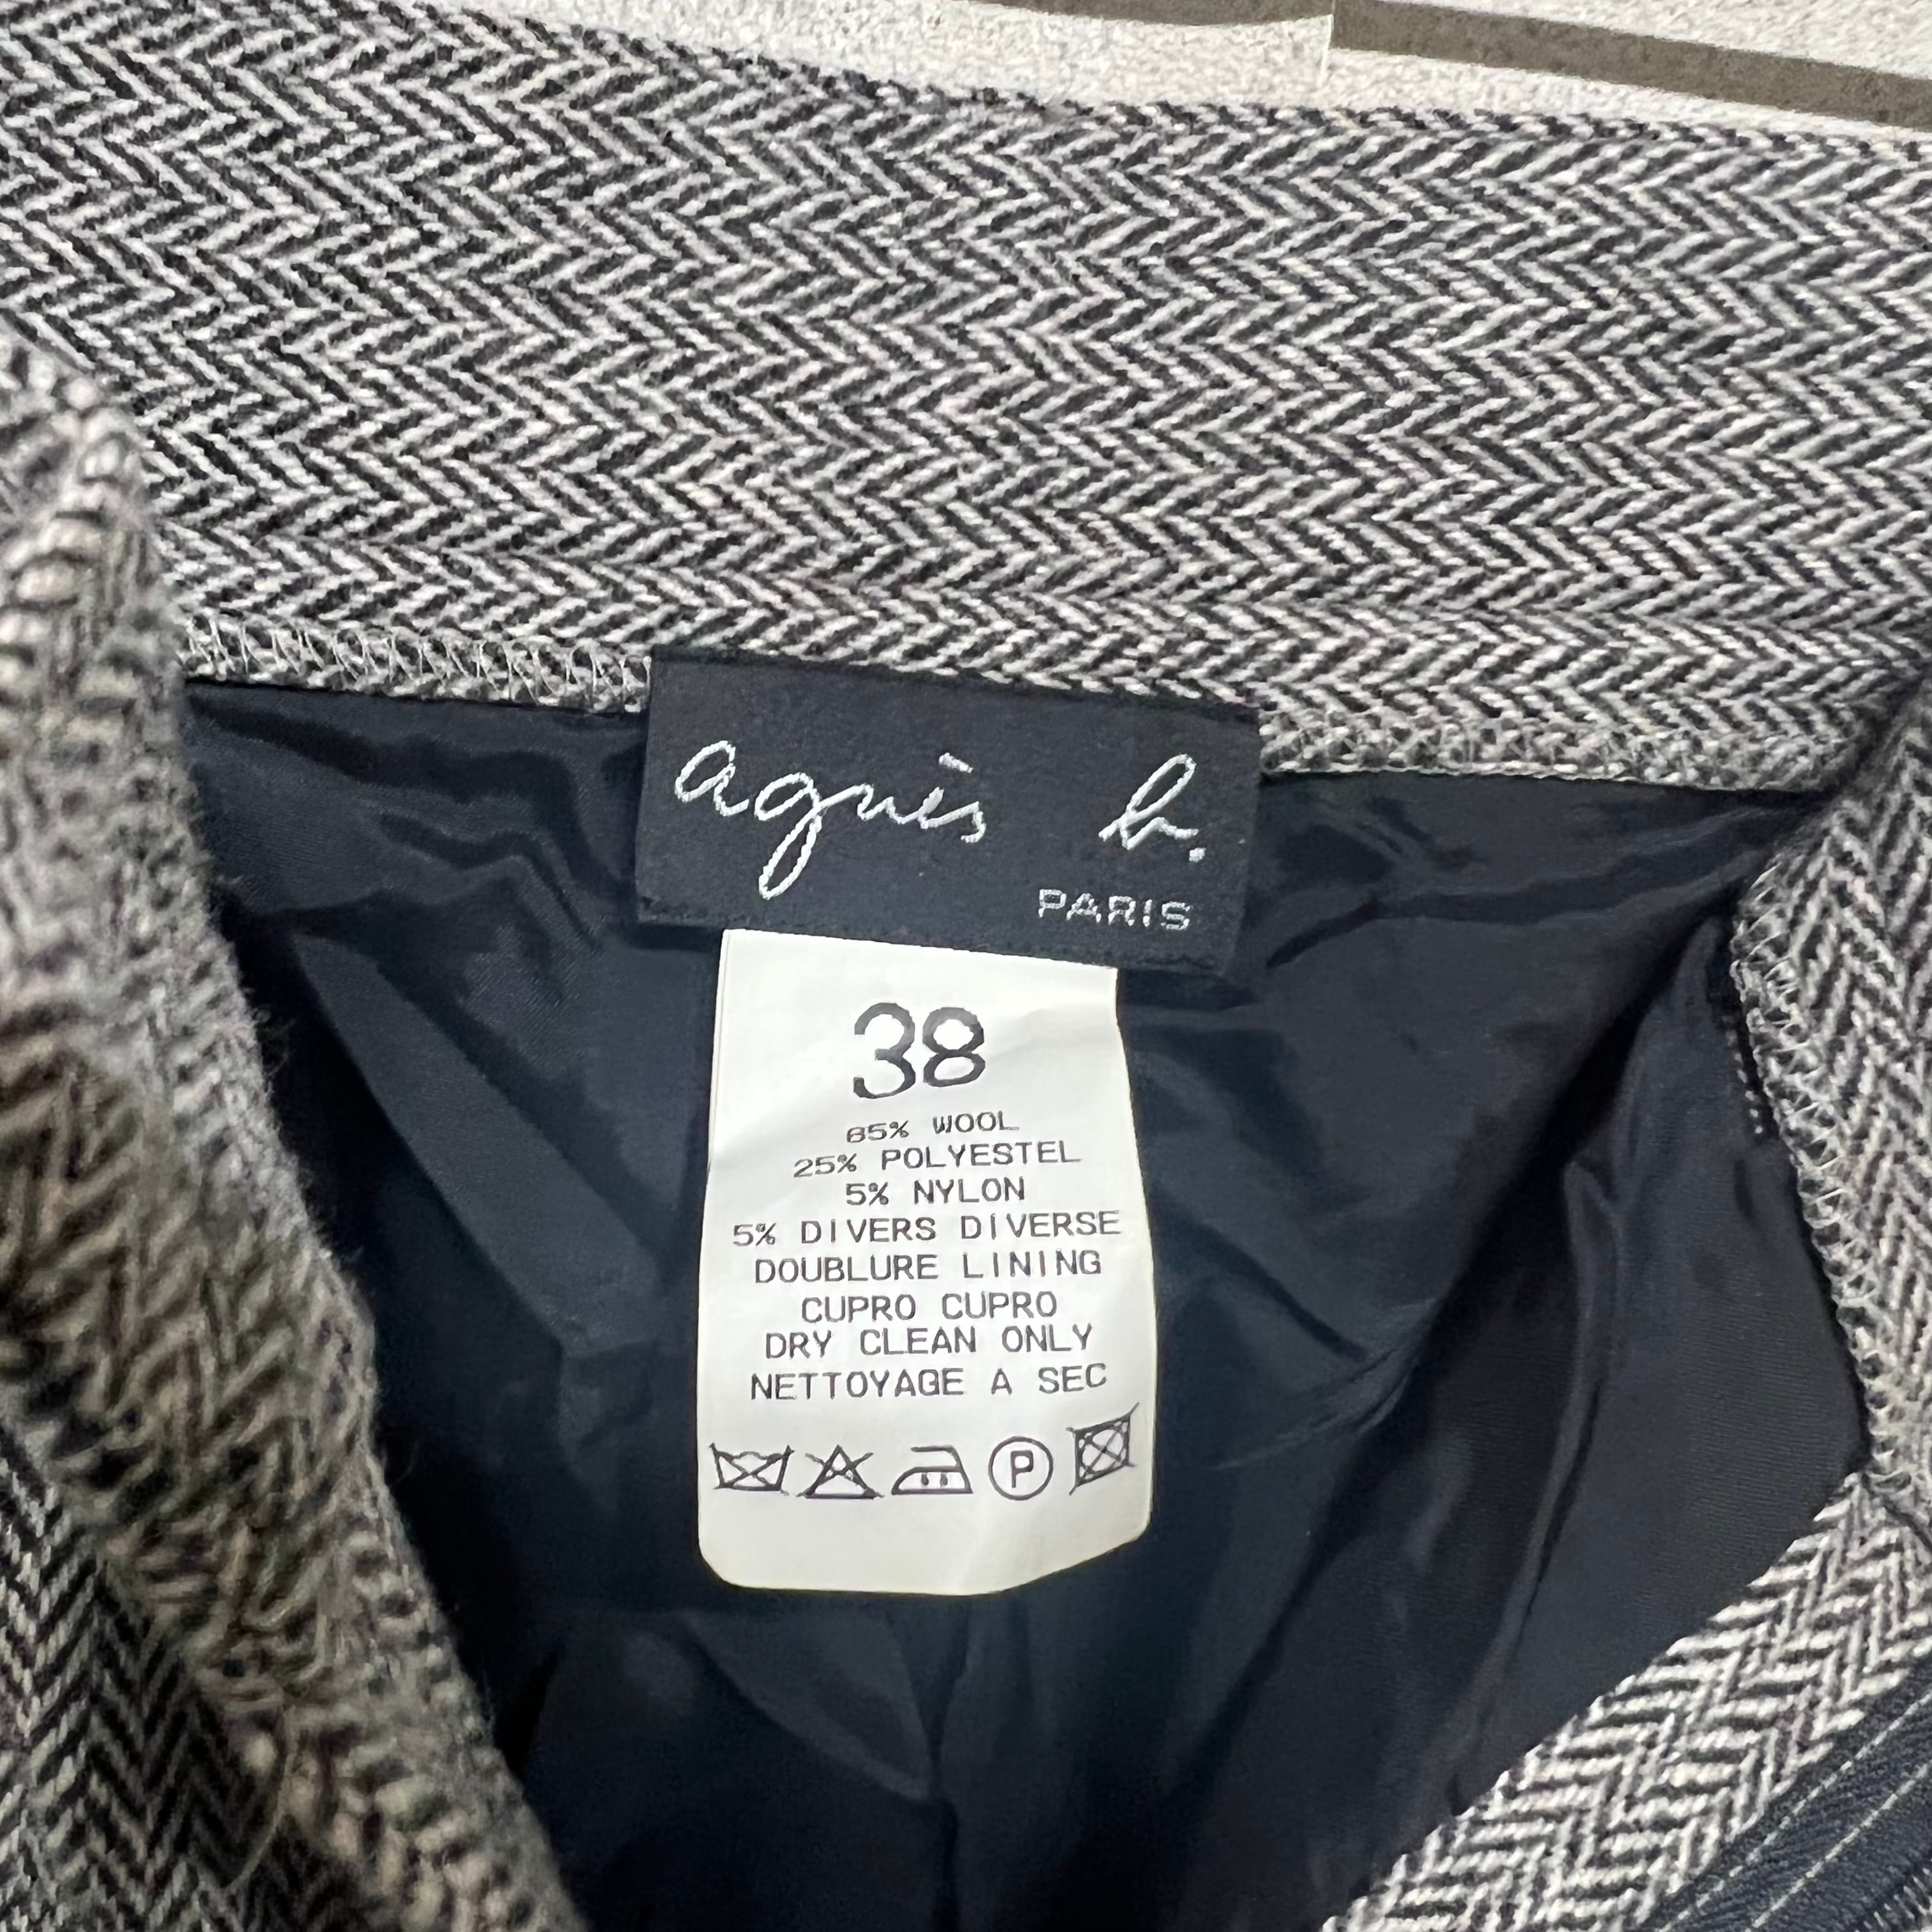 agnès b.
PARIS
38
65% WOOL
25% POLYESTEL
5% NYLON
5% DIVERS DIVERSE
DOUBLURE LINING
CUPRO CUPRO
DRY CLEAN ONLY
NETTOYAGE A SEC
P